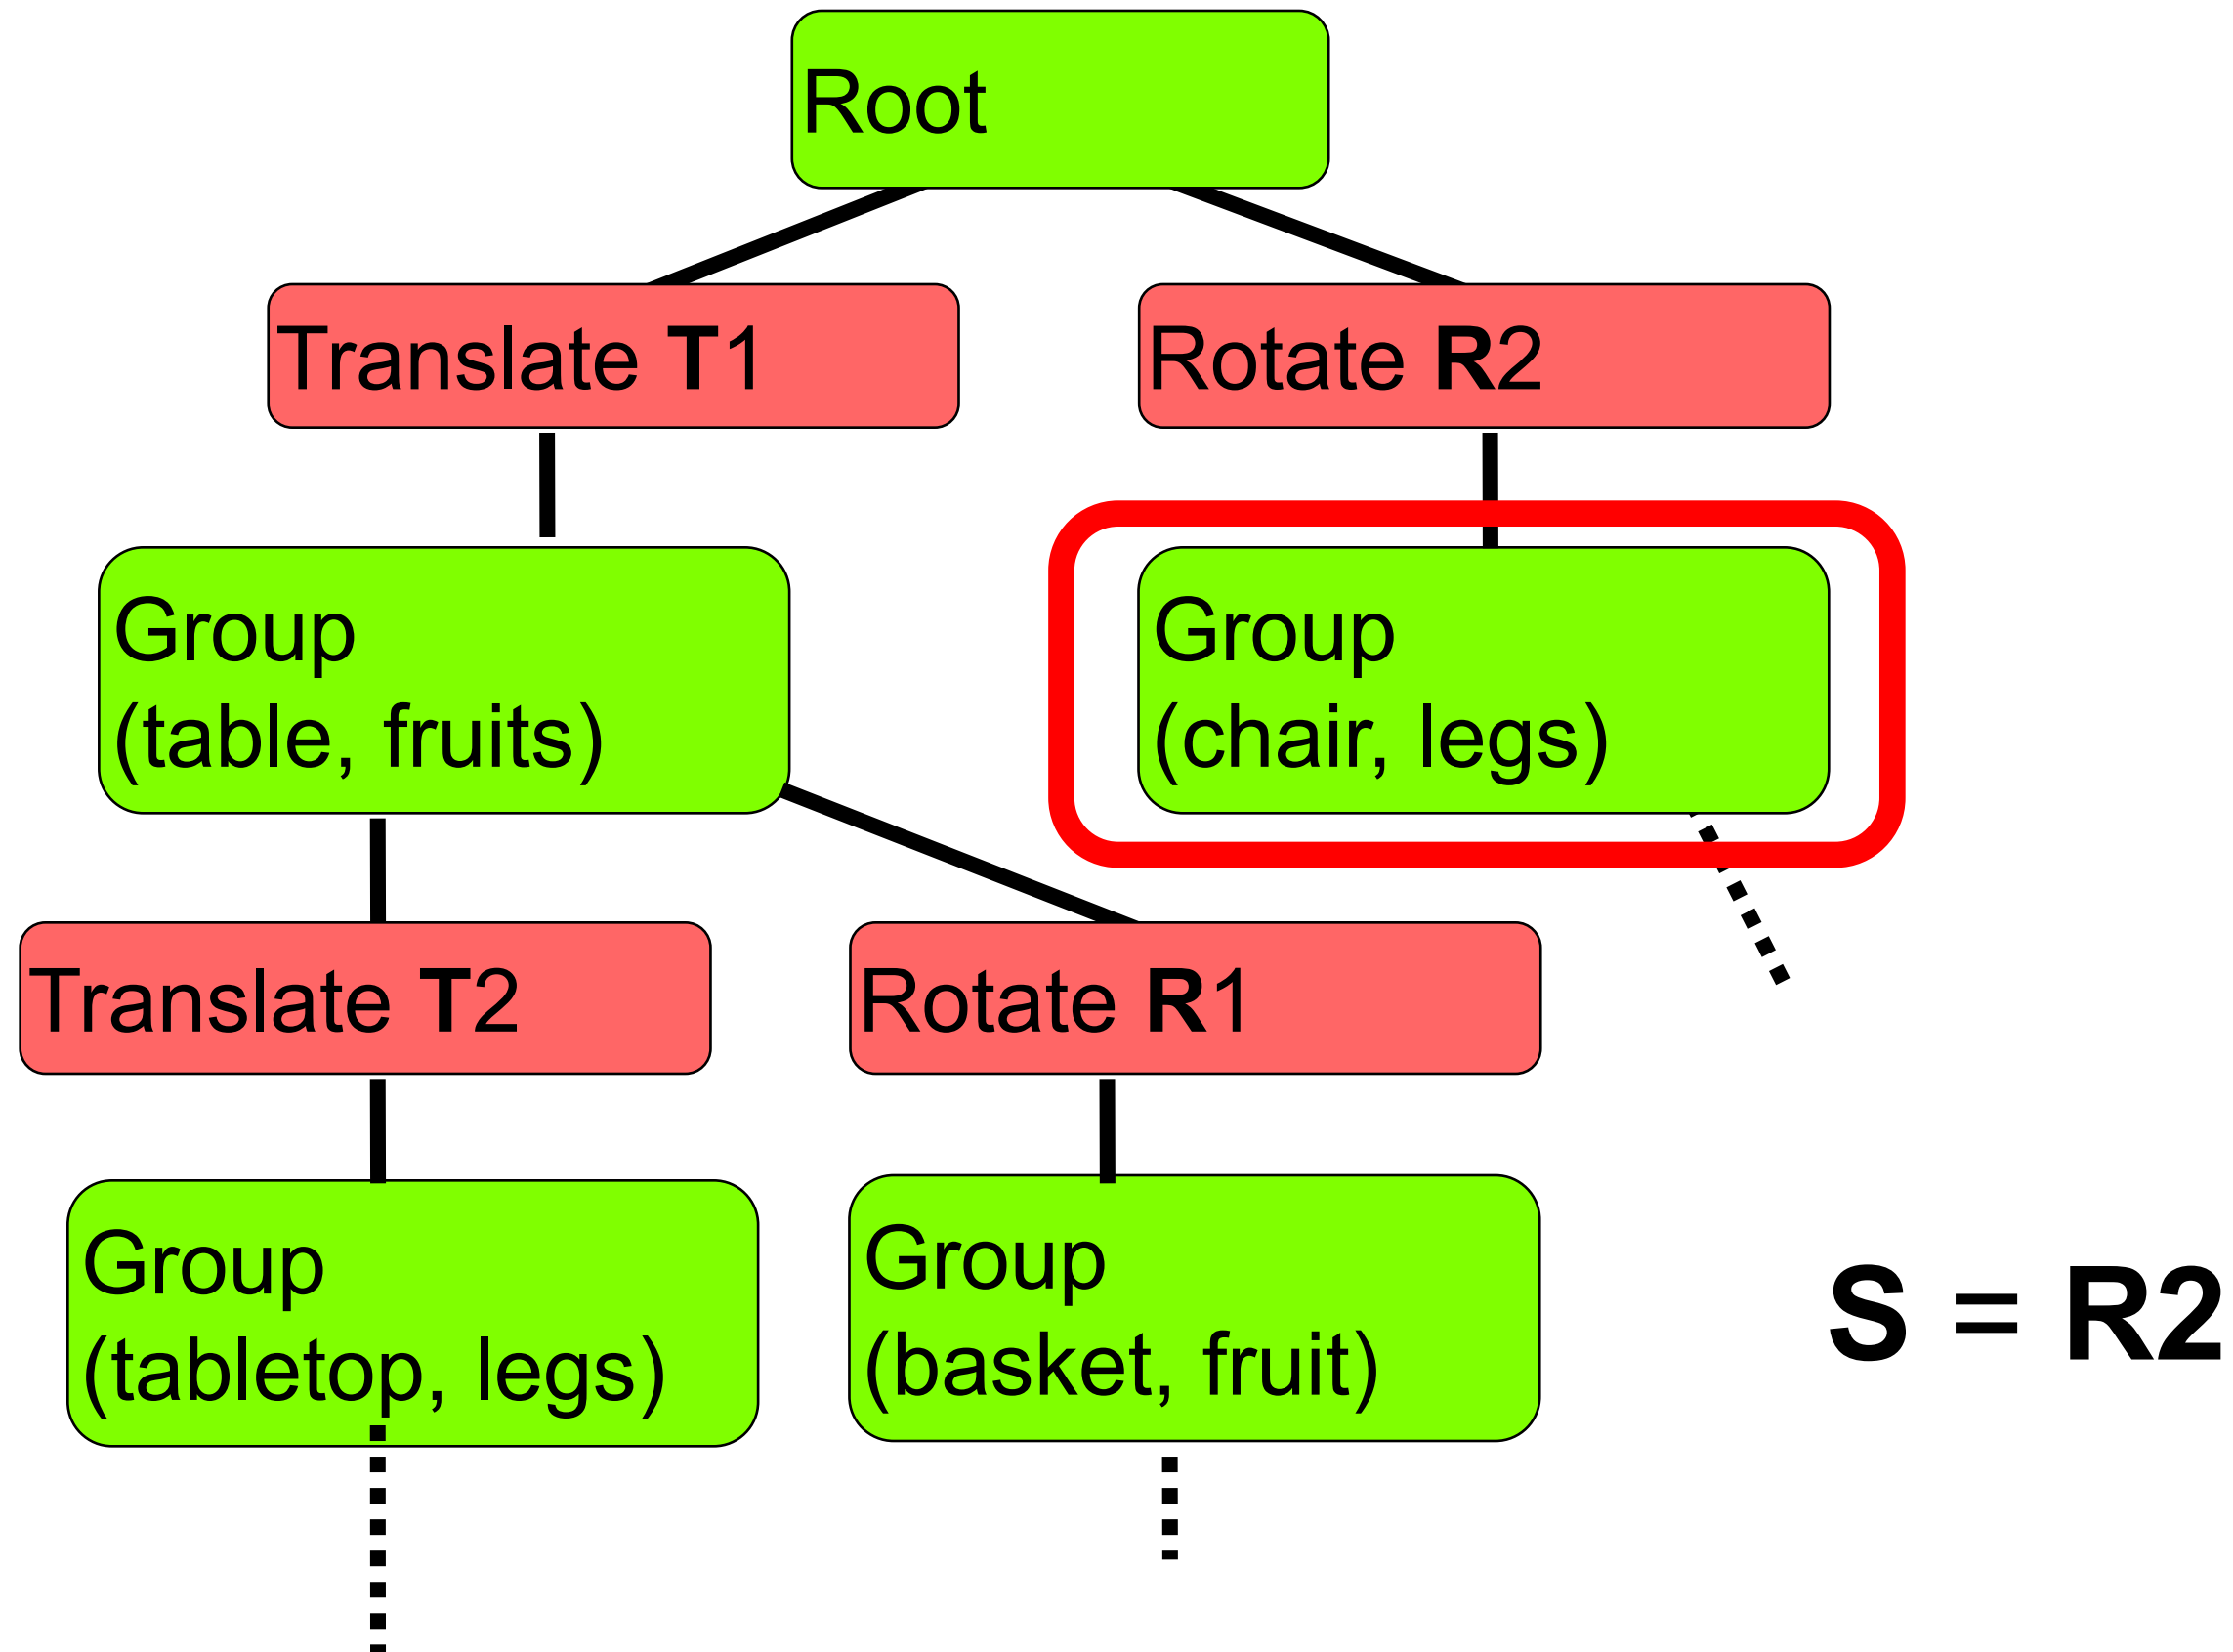 Root
Translate T1
Rotate R2
Group
(table, fruits)
Group
(chair, legs)
Translate T2
Rotate R1
Group
(tabletop, legs)
Group
(basket, fruit)
S = R2